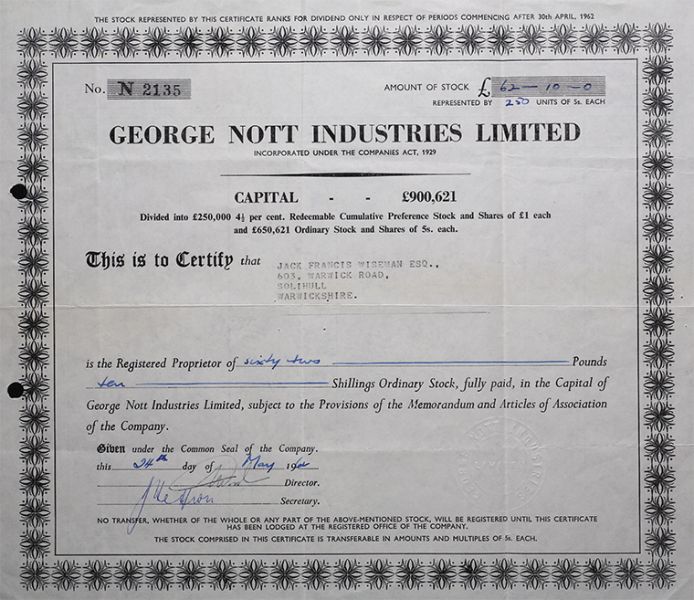 THE STOCK REPRESENTED BY THIS CERTIFICATE RANKS FOR DIVIDEND ONLY IN RESPECT OF PERIODS COMMENCING AFTER 30th APRIL, 1962
No. N 2135
AMOUNT OF STOCK £ 62-10-0
REPRESENTED BY 250 UNITS OF 5s. EACH
GEORGE NOTT INDUSTRIES LIMITED
INCORPORATED UNDER THE COMPANIES ACT, 1929
CAPITAL - - £900,621
Divided into £250,000 4½ per cent. Redeemable Cumulative Preference Stock and Shares of £1 each
and £650,621 Ordinary Stock and Shares of 5s. each.
This is to Certify that JACK FRANCIS WISEMAN ESQ.,
603, WARWICK ROAD,
SOLIHULL
WARWICKSHIRE.
is the Registered Proprietor of sixty two Pounds
ten Shillings Ordinary Stock, fully paid, in the Capital of
George Nott Industries Limited, subject to the Provisions of the Memorandum and Articles of Association
of the Company.
Given under the Common Seal of the Company.
this 24th day of May 1962
Director.
Secretary.
NO TRANSFER, WHETHER OF THE WHOLE OR ANY PART OF THE ABOVE-MENTIONED STOCK, WILL BE REGISTERED UNTIL THIS CERTIFICATE
HAS BEEN LODGED AT THE REGISTERED OFFICE OF THE COMPANY.
THE STOCK COMPRISED IN THIS CERTIFICATE IS TRANSFERABLE IN AMOUNTS AND MULTIPLES OF 5s. EACH.